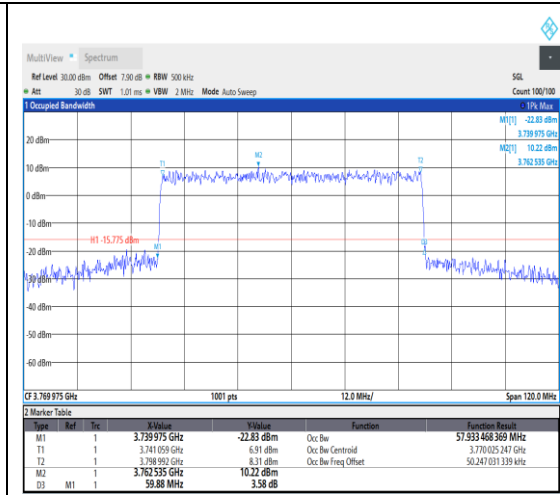 MultiView Spectrum
Ref Level 30.00 dBm Offset 7.90 dB RBW 500 kHz SGL
Att 30 dB SWT 1.01 ms VBW 2 MHz Mode Auto Sweep Count 100/100
1 Occupied Bandwidth 1Pk Max
M1[1] -22.83 dBm
3.739 975 GHz
M2[1] 10.22 dBm
3.762 535 GHz
20 dBm
T1 M2 T2
10 dBm
0 dBm
-10 dBm
H1 -15.775 dBm
M1
-20 dBm
-30 dBm
-40 dBm
-50 dBm
-60 dBm
CF 3.769 975 GHz 1001 pts 12.0 MHz/ Span 120.0 MHz
2 Marker Table
Type Ref Trc X-Value Y-Value Function Function Result
M1 1 3.739 975 GHz -22.83 dBm Occ Bw 57.933 468 369 MHz
T1 1 3.741 059 GHz 6.91 dBm Occ Bw Centroid 3.770 025 247 GHz
T2 1 3.798 992 GHz 8.31 dBm Occ Bw Freq Offset 50.247 031 339 kHz
M2 1 3.762 535 GHz 10.22 dBm
D3 M1 1 59.88 MHz 3.58 dB